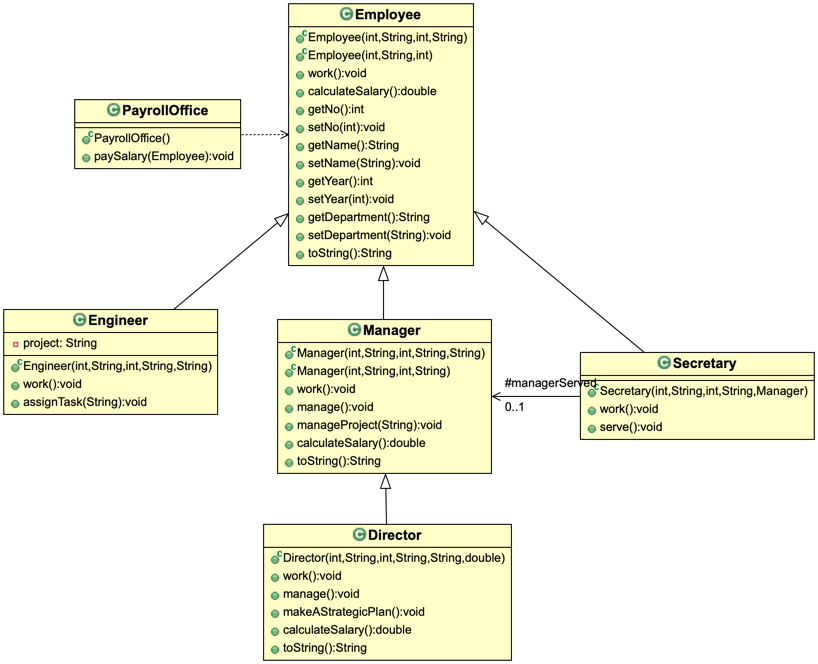 Employee
Employee(int,String,int,String)
Employee(int,String,int)
work():void
calculateSalary():double
getNo():int
setNo(int):void
getName():String
setName(String):void
getYear():int
setYear(int):void
getDepartment():String
setDepartment(String):void
toString():String
PayrollOffice
PayrollOffice()
paySalary(Employee):void
Engineer
project: String
Engineer(int,String,int,String,String)
work():void
assignTask(String):void
Manager
Manager(int,String,int,String,String)
Manager(int,String,int,String)
work():void
manage():void
manageProject(String):void
calculateSalary():double
toString():String
#managerServed
0..1
Secretary
Secretary(int,String,int,String,Manager)
work():void
serve():void
Director
Director(int,String,int,String,String,double)
work():void
manage():void
makeAStrategicPlan():void
calculateSalary():double
toString():String